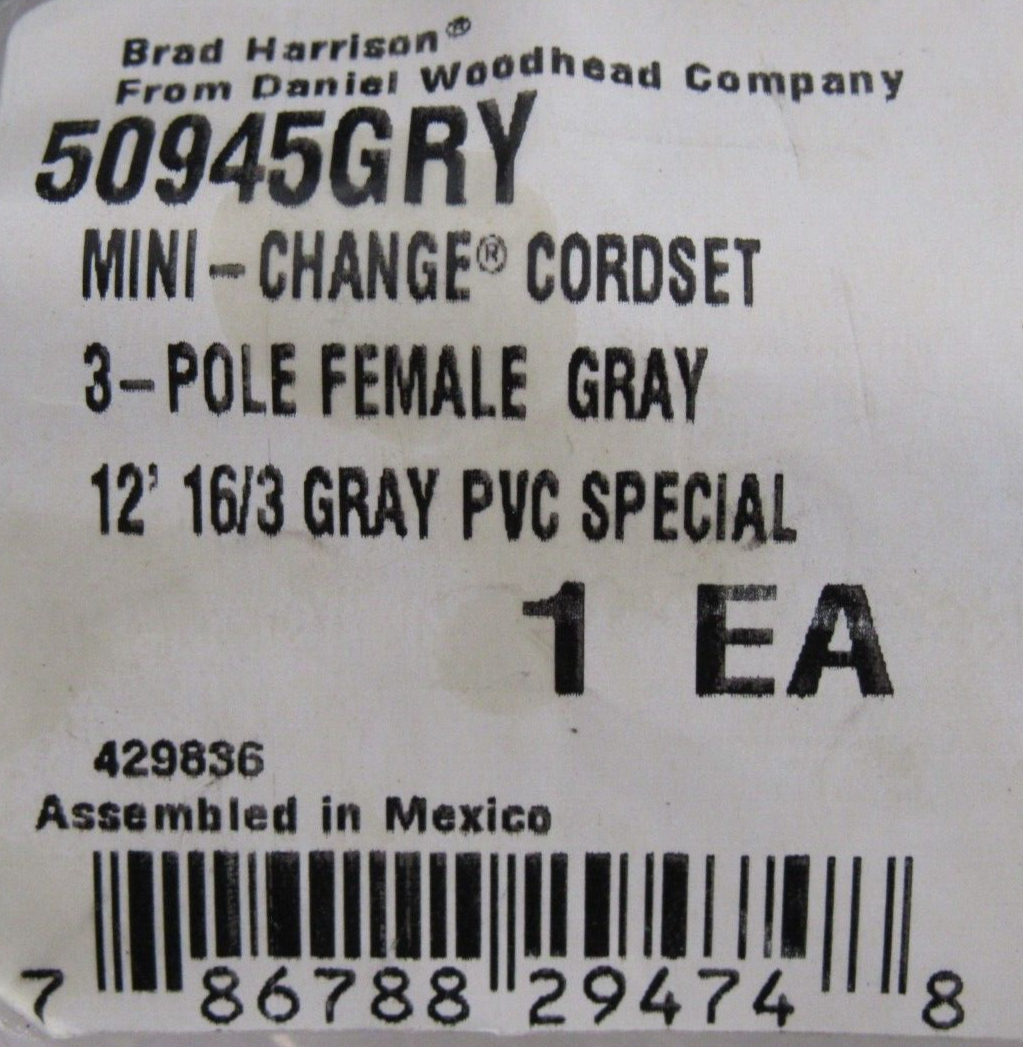 Brad Harrison®
From Daniel Woodhead Company
50945GRY
MINI-CHANGE® CORDSET
3-POLE FEMALE GRAY
12' 16/3 GRAY PVC SPECIAL
1 EA
429836
Assembled in Mexico
7 86788 29474 8